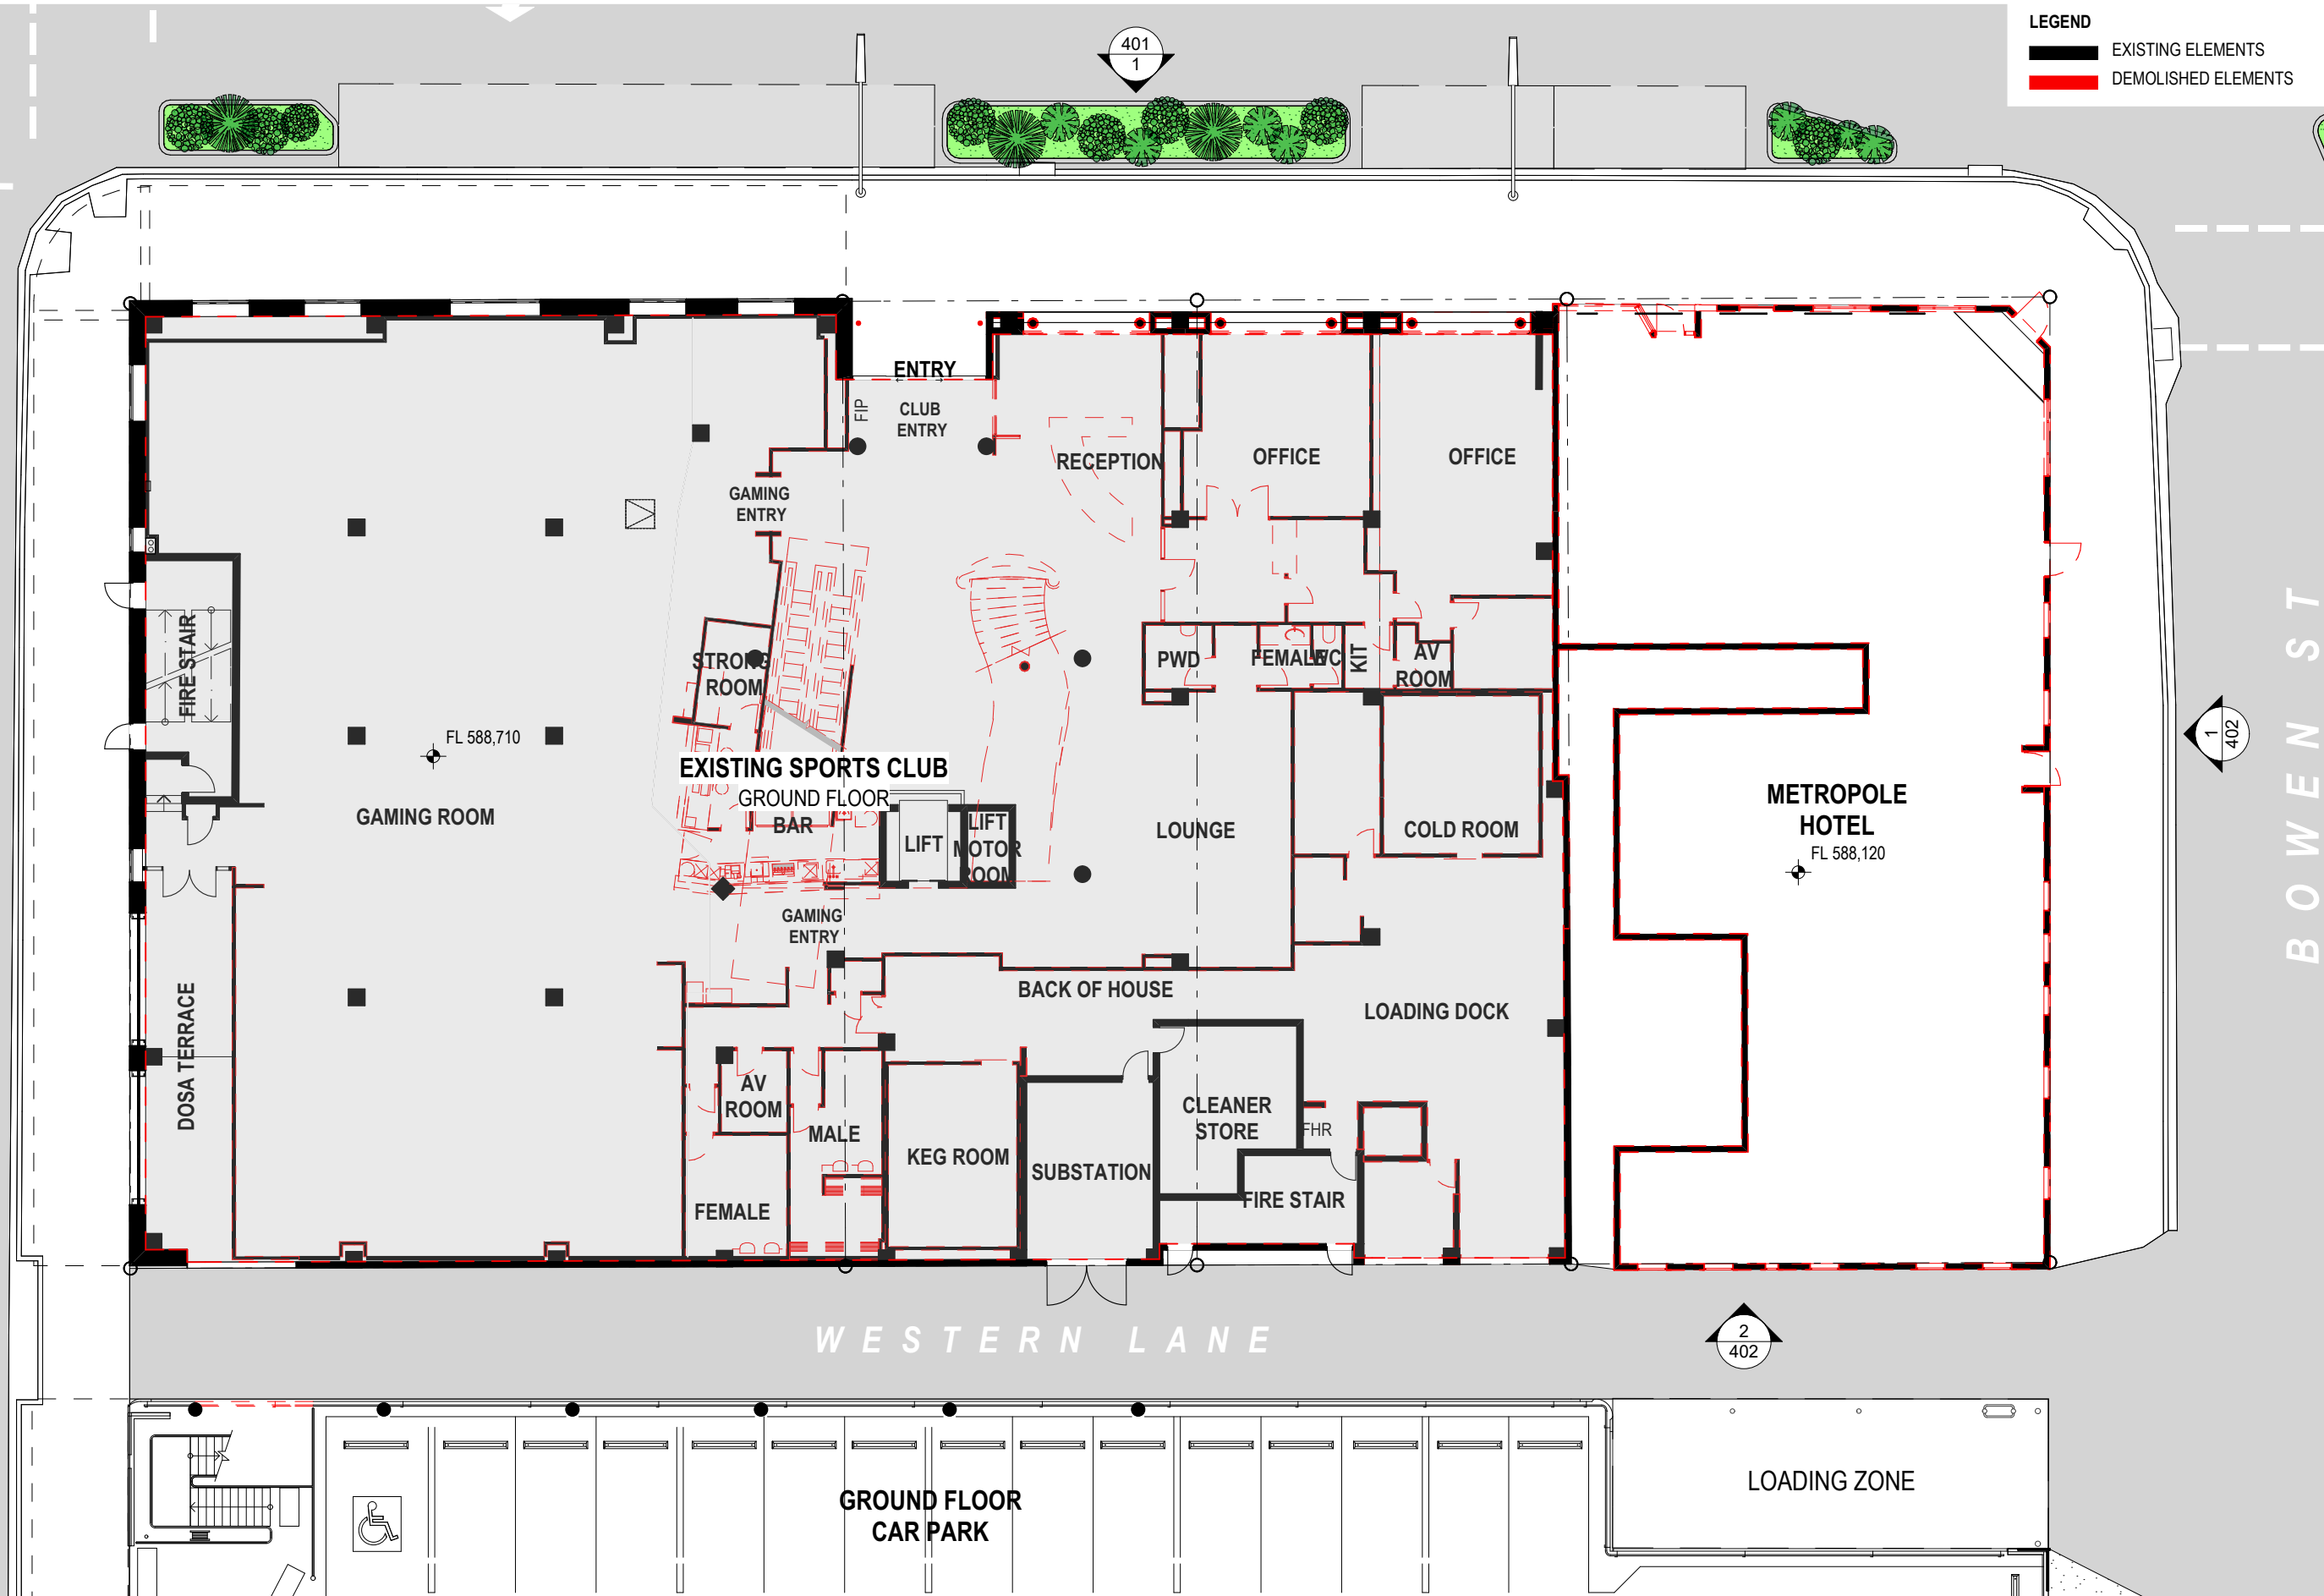 LEGEND
EXISTING ELEMENTS
DEMOLISHED ELEMENTS
401
1
ENTRY
FIP
CLUB
ENTRY
RECEPTION
OFFICE
OFFICE
GAMING
ENTRY
FIRE STAIR
STRONG
ROOM
PWD
FEMALE
WC
KIT
AV
ROOM
BOWEN ST
1
402
FL 588,710
EXISTING SPORTS CLUB
GROUND FLOOR
BAR
GAMING ROOM
LIFT
LIFT
MOTOR
ROOM
LOUNGE
COLD ROOM
METROPOLE
HOTEL
FL 588,120
GAMING
ENTRY
BACK OF HOUSE
LOADING DOCK
DOSA TERRACE
AV
ROOM
MALE
KEG ROOM
CLEANER
STORE
FHR
SUBSTATION
FIRE STAIR
FEMALE
WESTERN LANE
2
402
LOADING ZONE
GROUND FLOOR
CAR PARK